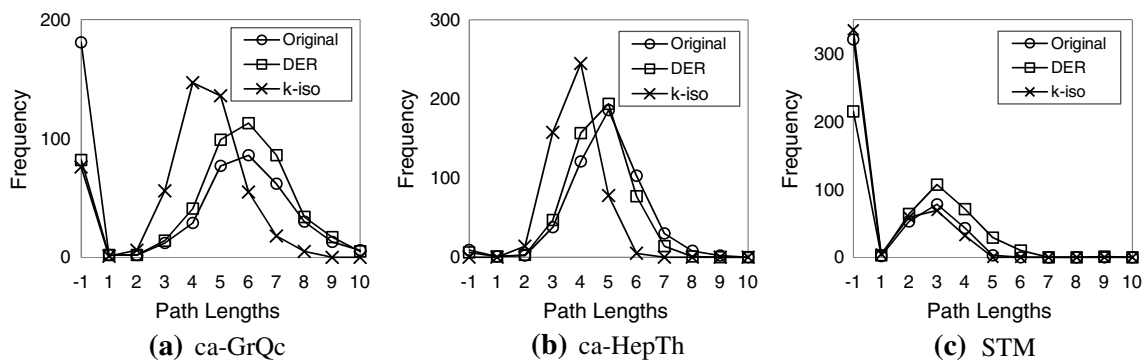 200
100
0
Frequency
Original
DER
k-iso
-1 1 2 3 4 5 6 7 8 9 10
Path Lengths
(a) ca-GrQc
300
200
100
0
Frequency
Original
DER
k-iso
-1 1 2 3 4 5 6 7 8 9 10
Path Lengths
(b) ca-HepTh
300
200
100
0
Frequency
Original
DER
k-iso
-1 1 2 3 4 5 6 7 8 9 10
Path Lengths
(c) STM